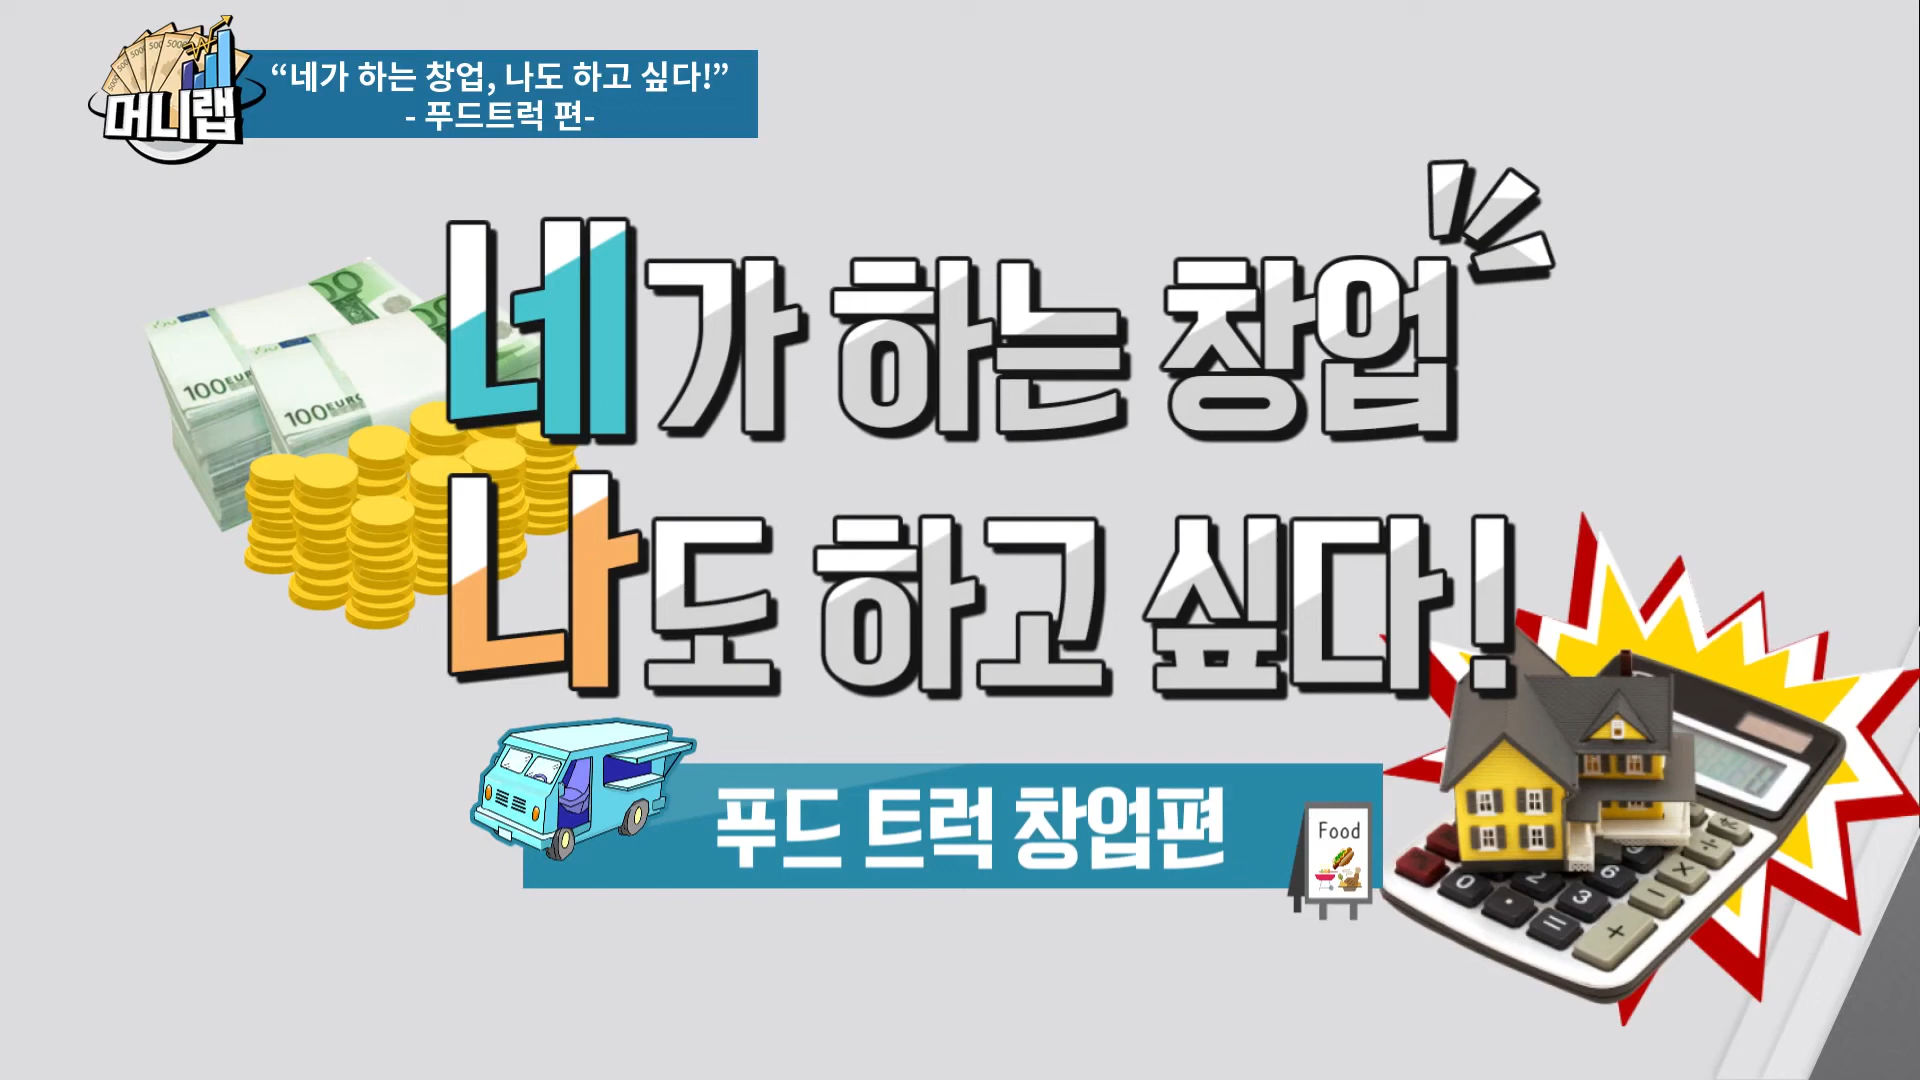 머니랩
“네가 하는 창업, 나도 하고 싶다!”
- 푸드트럭 편-
네가 하는 창업
나도 하고 싶다!
푸드 트럭 창업편
Food
100 EURO
100 EURO